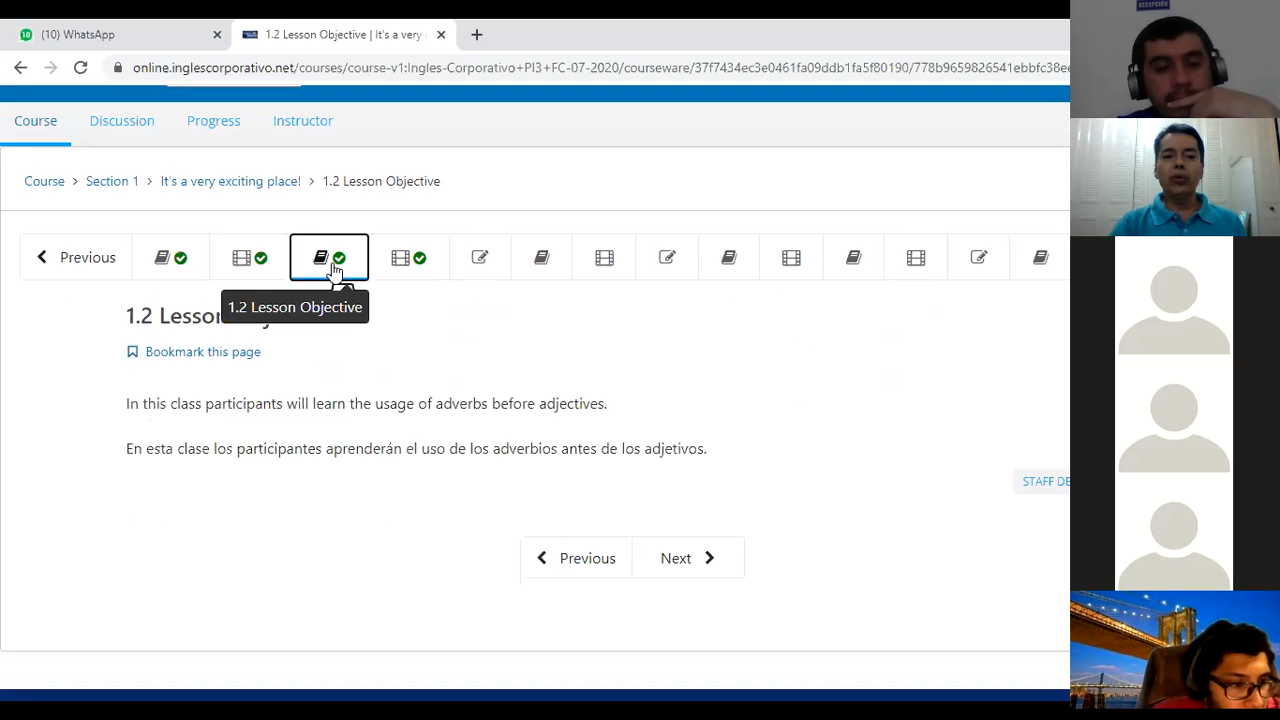 RECEPCIÓN
(10) WhatsApp
1.2 Lesson Objective | It's a very
online.inglescorporativo.net/courses/course-v1:Ingles-Corporativo+PI3+FC-07-2020/courseware/37f7434ec3e0461fa09ddb1fa5f80190/778b9659826541ebbfc38ee
Course Discussion Progress Instructor
Course > Section 1 > It's a very exciting place! > 1.2 Lesson Objective
Previous
1.2 Lesson Objective
1.2 Lesson
Bookmark this page
In this class participants will learn the usage of adverbs before adjectives.
En esta clase los participantes aprenderán el uso de los adverbios antes de los adjetivos.
STAFF DE
Previous Next